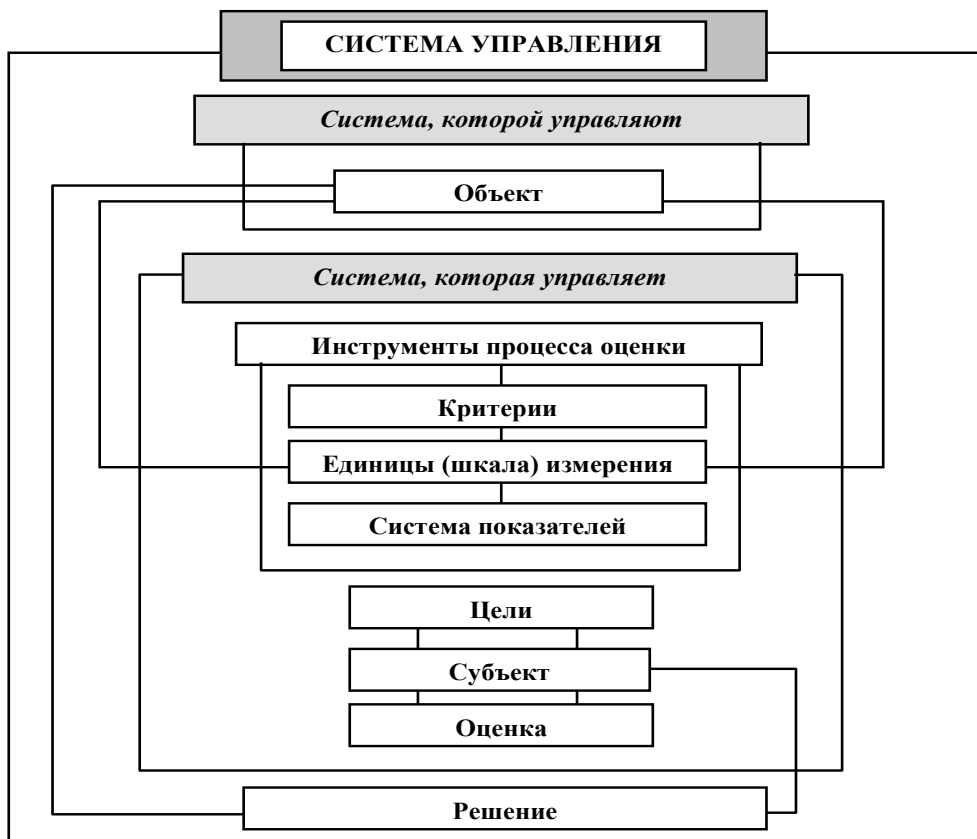 СИСТЕМА УПРАВЛЕНИЯ
Система, которой управляют
Объект
Система, которая управляет
Инструменты процесса оценки
Критерии
Единицы (шкала) измерения
Система показателей
Цели
Субъект
Оценка
Решение